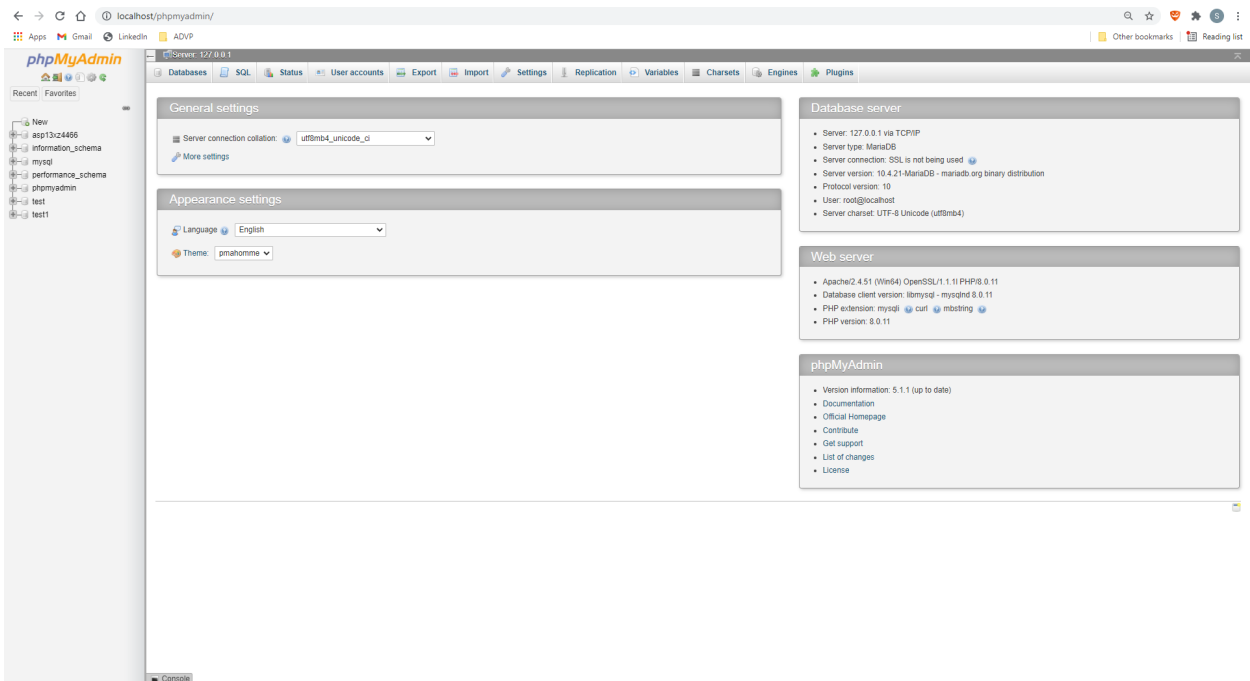 localhost/phpmyadmin/
S
Apps Gmail LinkedIn ADVP Other bookmarks Reading list
phpMyAdmin
Recent Favorites
New
asp13xz4466
information_schema
mysql
performance_schema
phpmyadmin
test
test1
Server: 127.0.0.1
Databases SQL Status User accounts Export Import Settings Replication Variables Charsets Engines Plugins
General settings
Server connection collation: utf8mb4_unicode_ci
More settings
Appearance settings
Language English
Theme: pmahomme
Database server
Server: 127.0.0.1 via TCP/IP
Server type: MariaDB
Server connection: SSL is not being used
Server version: 10.4.21-MariaDB - mariadb.org binary distribution
Protocol version: 10
User: root@localhost
Server charset: UTF-8 Unicode (utf8mb4)
Web server
Apache/2.4.51 (Win64) OpenSSL/1.1.1l PHP/8.0.11
Database client version: libmysql - mysqlnd 8.0.11
PHP extension: mysqli curl mbstring
PHP version: 8.0.11
phpMyAdmin
Version information: 5.1.1 (up to date)
Documentation
Official Homepage
Contribute
Get support
List of changes
License
Console